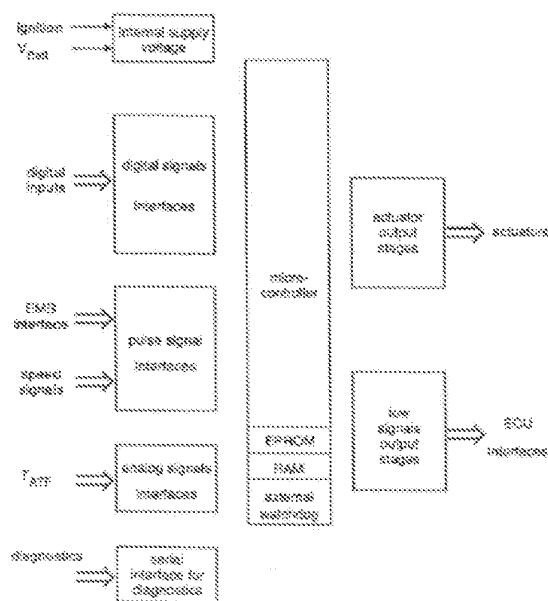 Ignition
V
internal supply
voltage
digital
inputs
digital signals
interfaces
EMS
interface
speed
signals
pulse signal
interfaces
T ATF
analog signals
interfaces
diagnostics
serial
interface for
diagnostics
micro-
controller
EPROM
RAM
external
watchdog
actuator
output
stages
actuators
low
signals
output
stages
ECU
interfaces